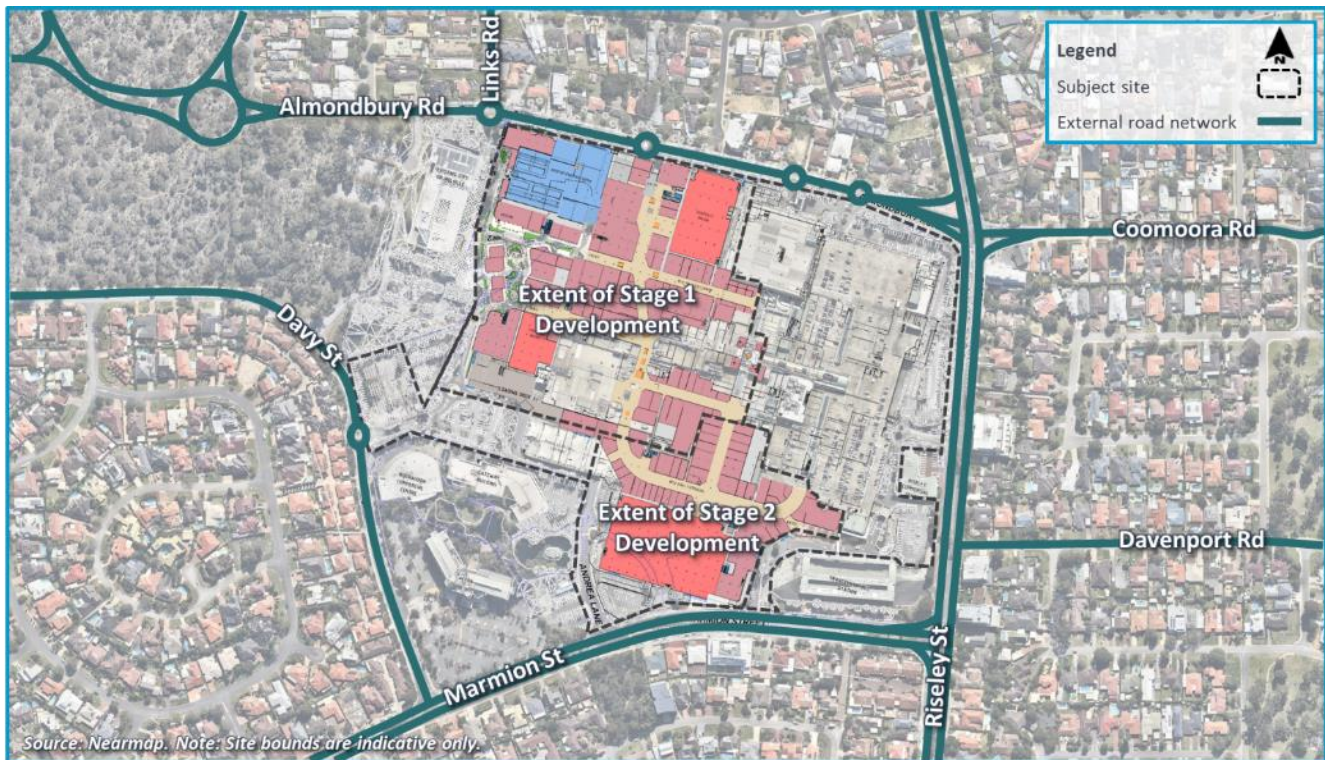 Legend
N
Subject site
External road network
Links Rd
Almondbury Rd
Coomoora Rd
Extent of Stage 1
Development
Davy St
Extent of Stage 2
Development
Davenport Rd
ANDREA LANE
Marmion St
Riseley St
Source: Nearmap. Note: Site bounds are indicative only.